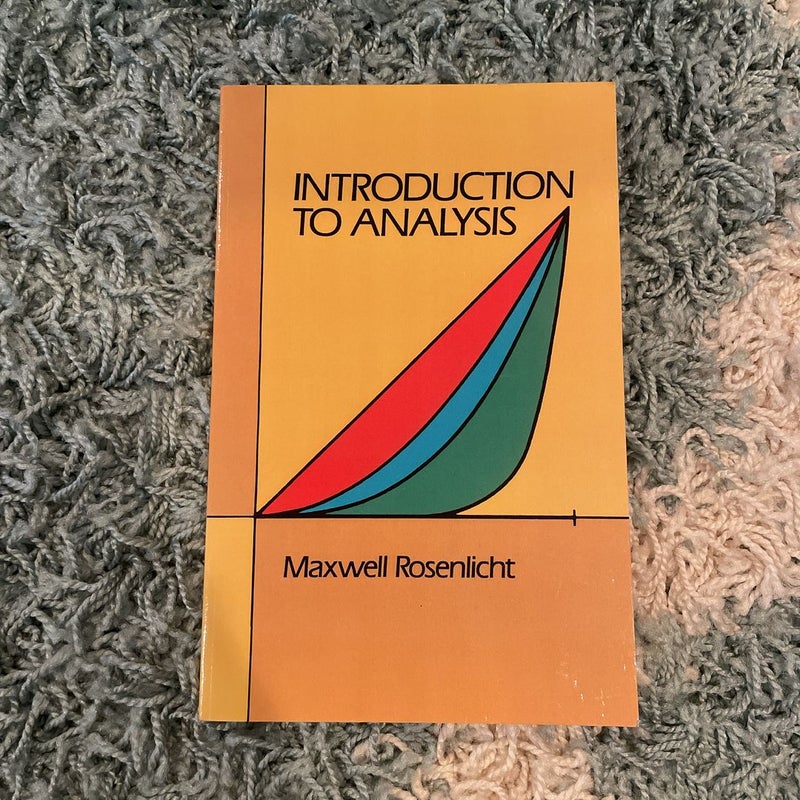 INTRODUCTION
TO ANALYSIS
Maxwell Rosenlicht